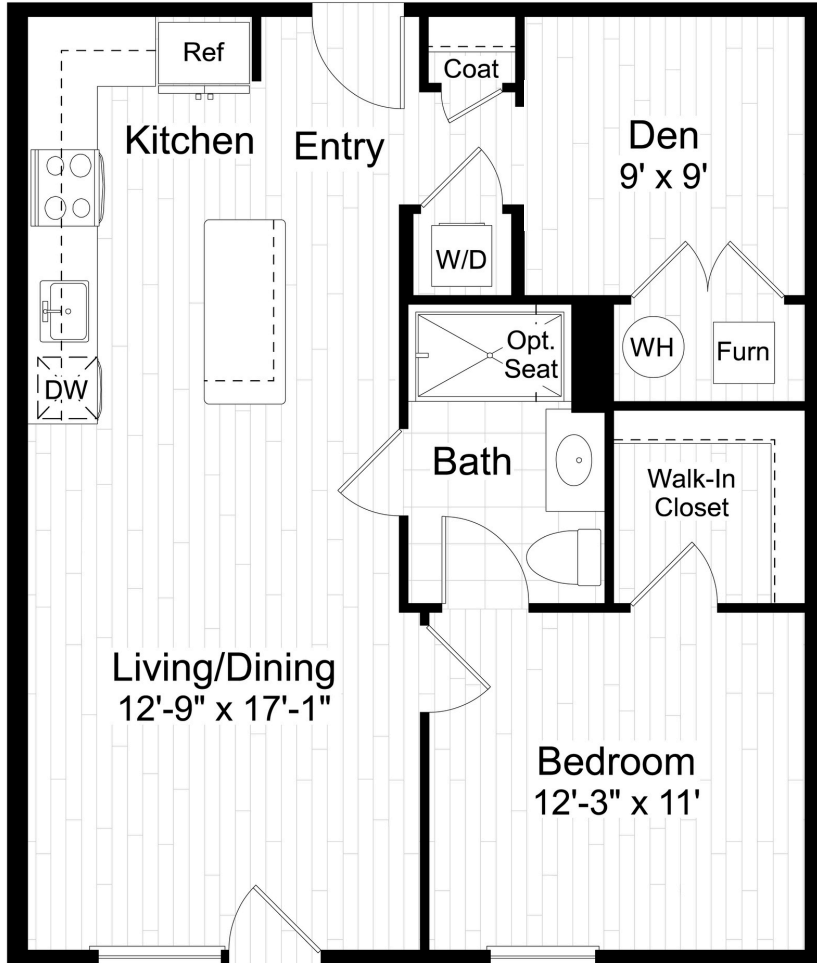 Ref
Coat
Kitchen
Entry
Den
9' x 9'
W/D
Opt.
Seat
WH
Furn
DW
Bath
Walk-In
Closet
Living/Dining
12'-9" x 17'-1"
Bedroom
12'-3" x 11'